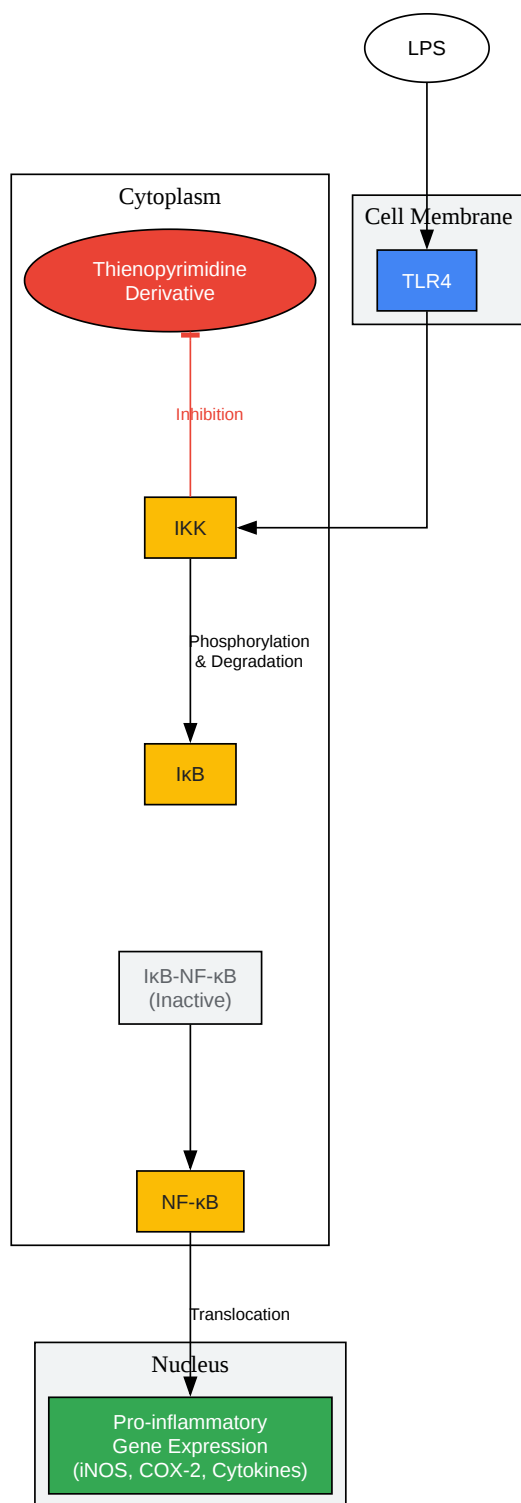 LPS
Cytoplasm
Cell Membrane
Thienopyrimidine
Derivative
TLR4
Inhibition
IKK
Phosphorylation
& Degradation
IκB
IκB-NF-κB
(Inactive)
NF-κB
Translocation
Nucleus
Pro-inflammatory
Gene Expression
(iNOS, COX-2, Cytokines)